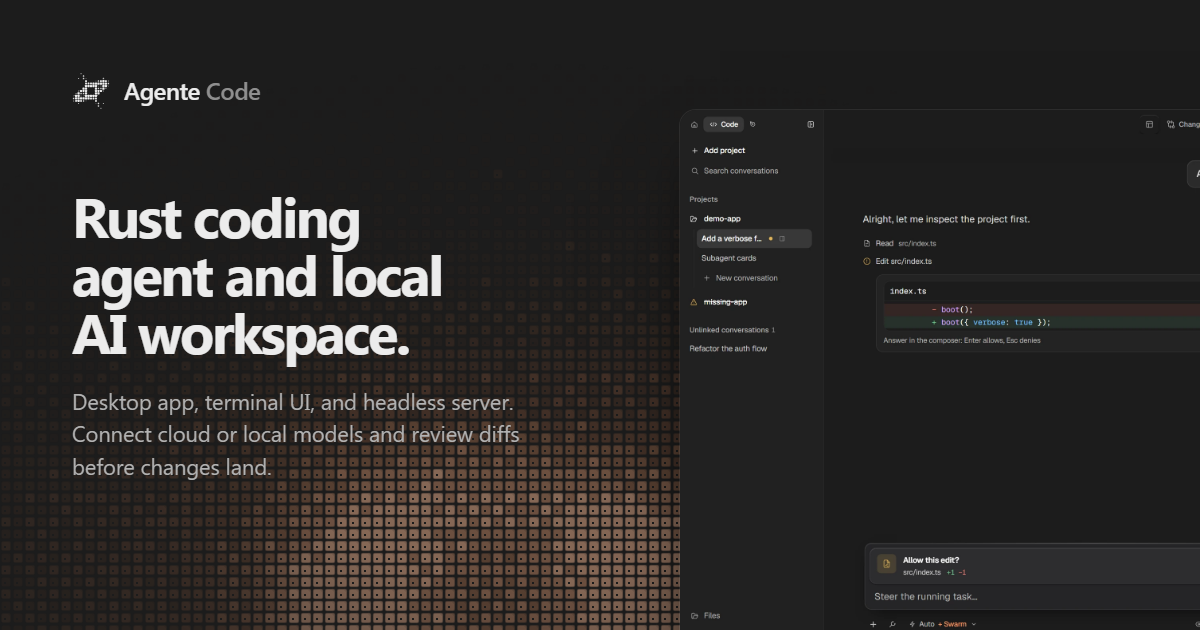 Agente Code
Rust coding
agent and local
AI workspace.
Desktop app, terminal UI, and headless server.
Connect cloud or local models and review diffs
before changes land.
Code
Add project
Search conversations
Projects
demo-app
Add a verbose f...
Subagent cards
+ New conversation
missing-app
Unlinked conversations 1
Refactor the auth flow
Files
Alright, let me inspect the project first.
Read src/index.ts
Edit src/index.ts
index.ts
- boot();
+ boot({ verbose: true });
Answer in the composer: Enter allows, Esc denies
Allow this edit?
src/index.ts +1 −1
Steer the running task...
Auto + Swarm